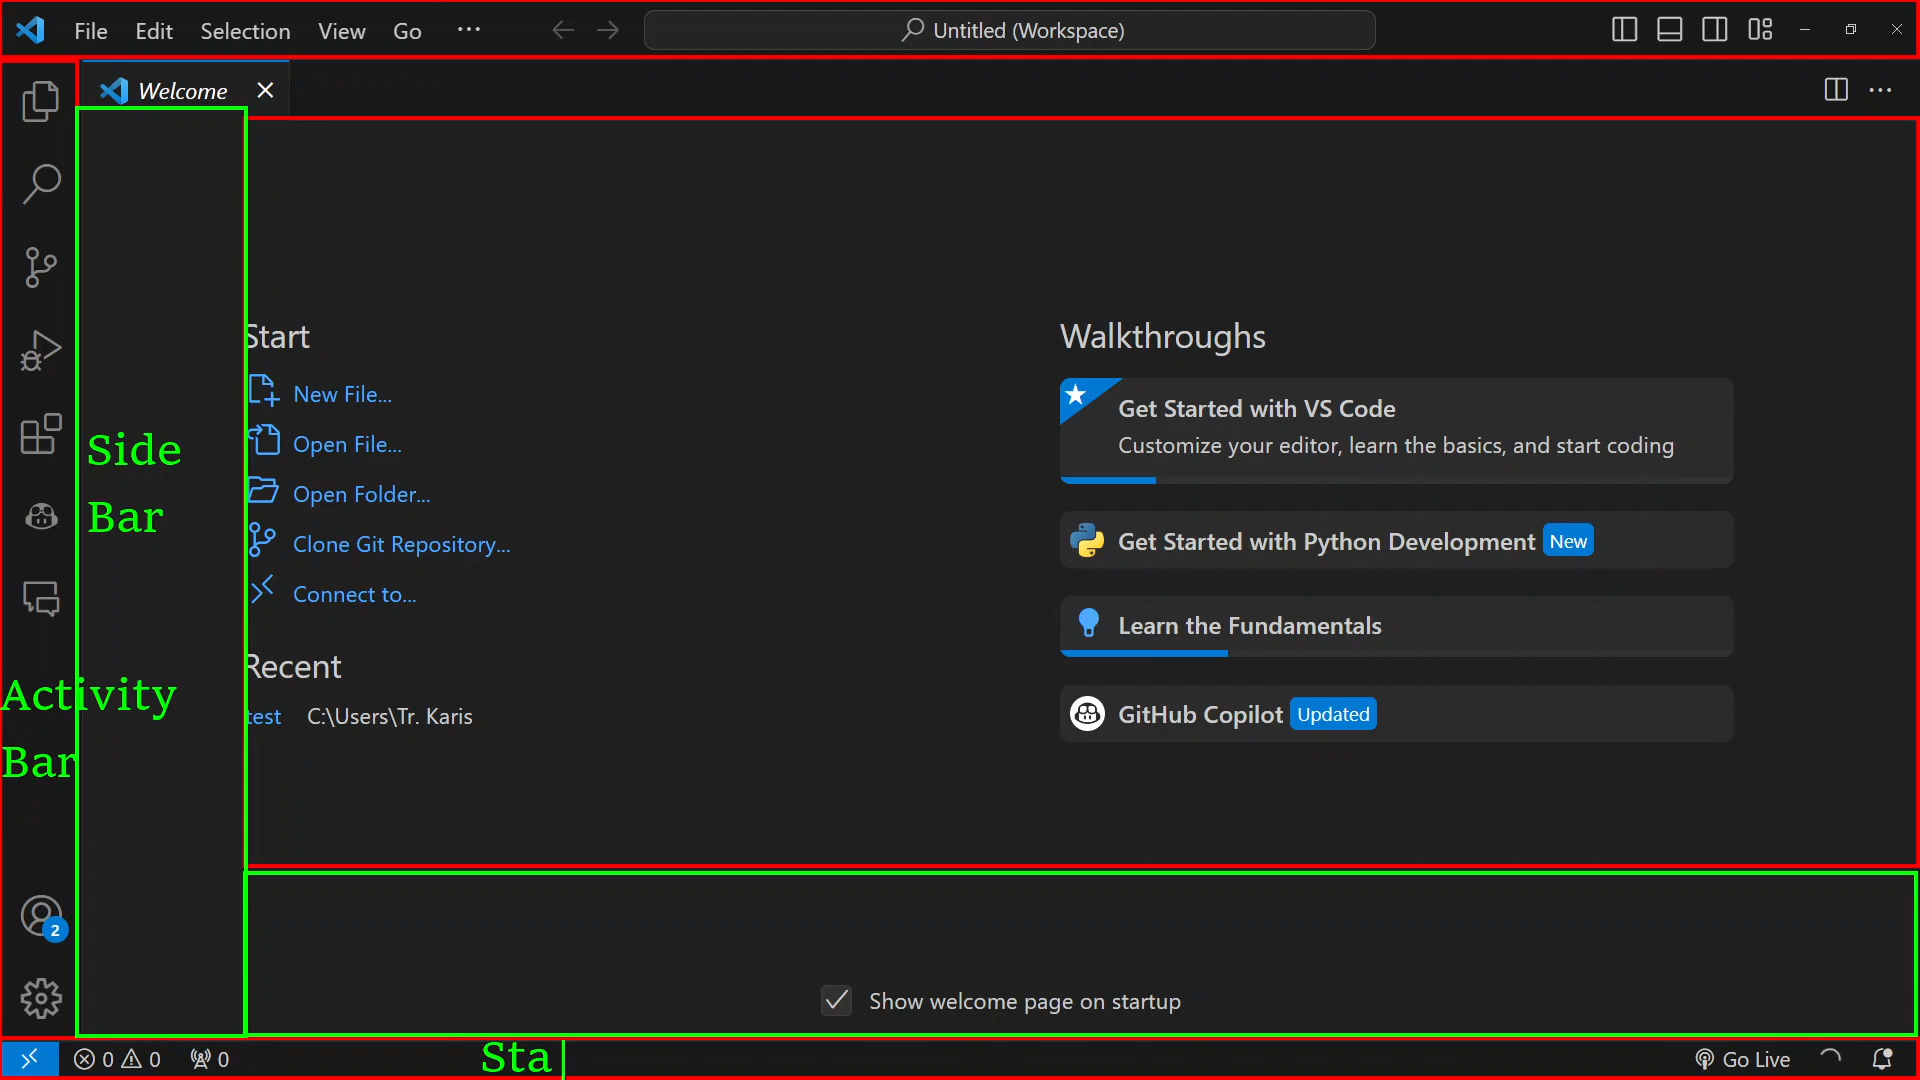 File Edit Selection View Go ··· Untitled (Workspace)
Welcome
Start
New File...
Open File...
Open Folder...
Clone Git Repository...
Connect to...
Recent
test C:\Users\Tr. Karis
Walkthroughs
Get Started with VS Code
Customize your editor, learn the basics, and start coding
Get Started with Python Development New
Learn the Fundamentals
GitHub Copilot Updated
Side
Bar
Activity
Bar
2
Show welcome page on startup
0 0 0 Sta Go Live